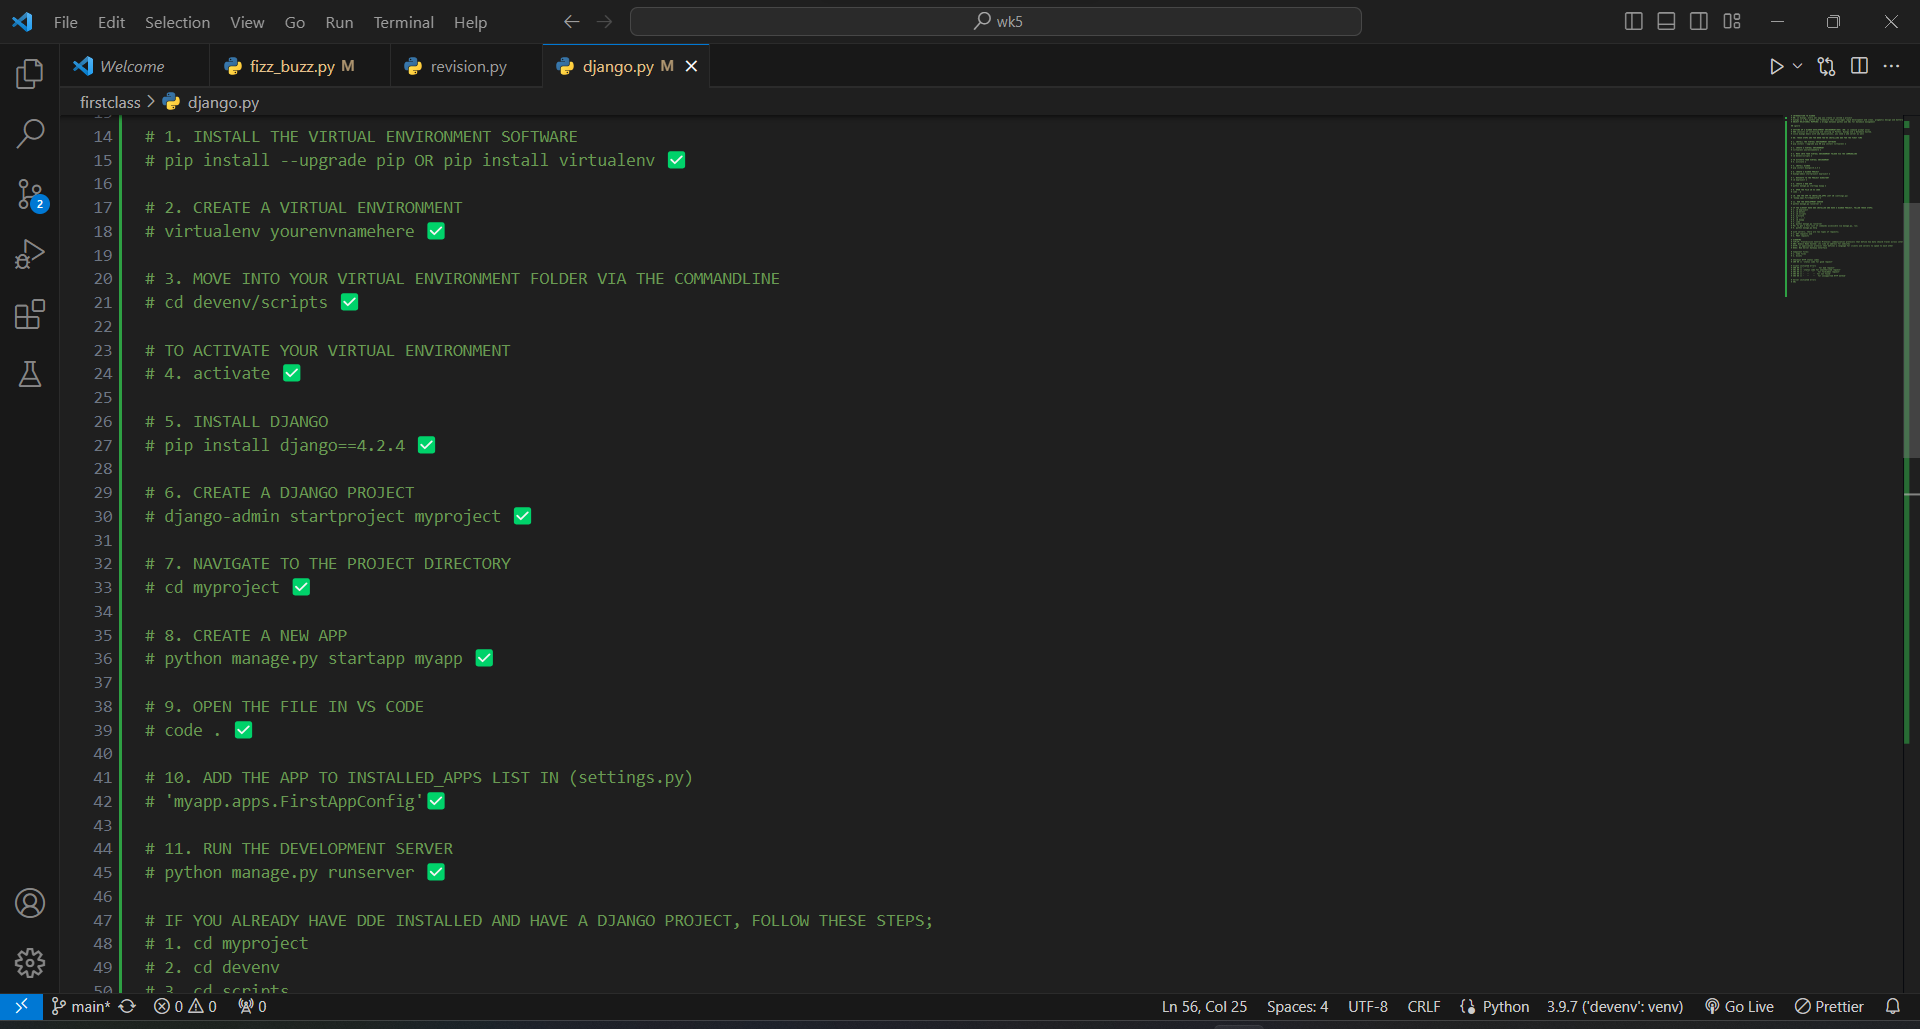 File Edit Selection View Go Run Terminal Help
wk5
Welcome
fizz_buzz.py M
revision.py
django.py M
firstclass > django.py
14 # 1. INSTALL THE VIRTUAL ENVIRONMENT SOFTWARE
15 # pip install --upgrade pip OR pip install virtualenv ✅
16
17 # 2. CREATE A VIRTUAL ENVIRONMENT
18 # virtualenv yourenvnamehere ✅
19
20 # 3. MOVE INTO YOUR VIRTUAL ENVIRONMENT FOLDER VIA THE COMMANDLINE
21 # cd devenv/scripts ✅
22
23 # TO ACTIVATE YOUR VIRTUAL ENVIRONMENT
24 # 4. activate ✅
25
26 # 5. INSTALL DJANGO
27 # pip install django==4.2.4 ✅
28
29 # 6. CREATE A DJANGO PROJECT
30 # django-admin startproject myproject ✅
31
32 # 7. NAVIGATE TO THE PROJECT DIRECTORY
33 # cd myproject ✅
34
35 # 8. CREATE A NEW APP
36 # python manage.py startapp myapp ✅
37
38 # 9. OPEN THE FILE IN VS CODE
39 # code . ✅
40
41 # 10. ADD THE APP TO INSTALLED_APPS LIST IN (settings.py)
42 # 'myapp.apps.FirstAppConfig'✅
43
44 # 11. RUN THE DEVELOPMENT SERVER
45 # python manage.py runserver ✅
46
47 # IF YOU ALREADY HAVE DDE INSTALLED AND HAVE A DJANGO PROJECT, FOLLOW THESE STEPS;
48 # 1. cd myproject
49 # 2. cd devenv
50 # 3. cd scripts
2
main* 0 0 0 Ln 56, Col 25 Spaces: 4 UTF-8 CRLF Python 3.9.7 ('devenv': venv) Go Live Prettier